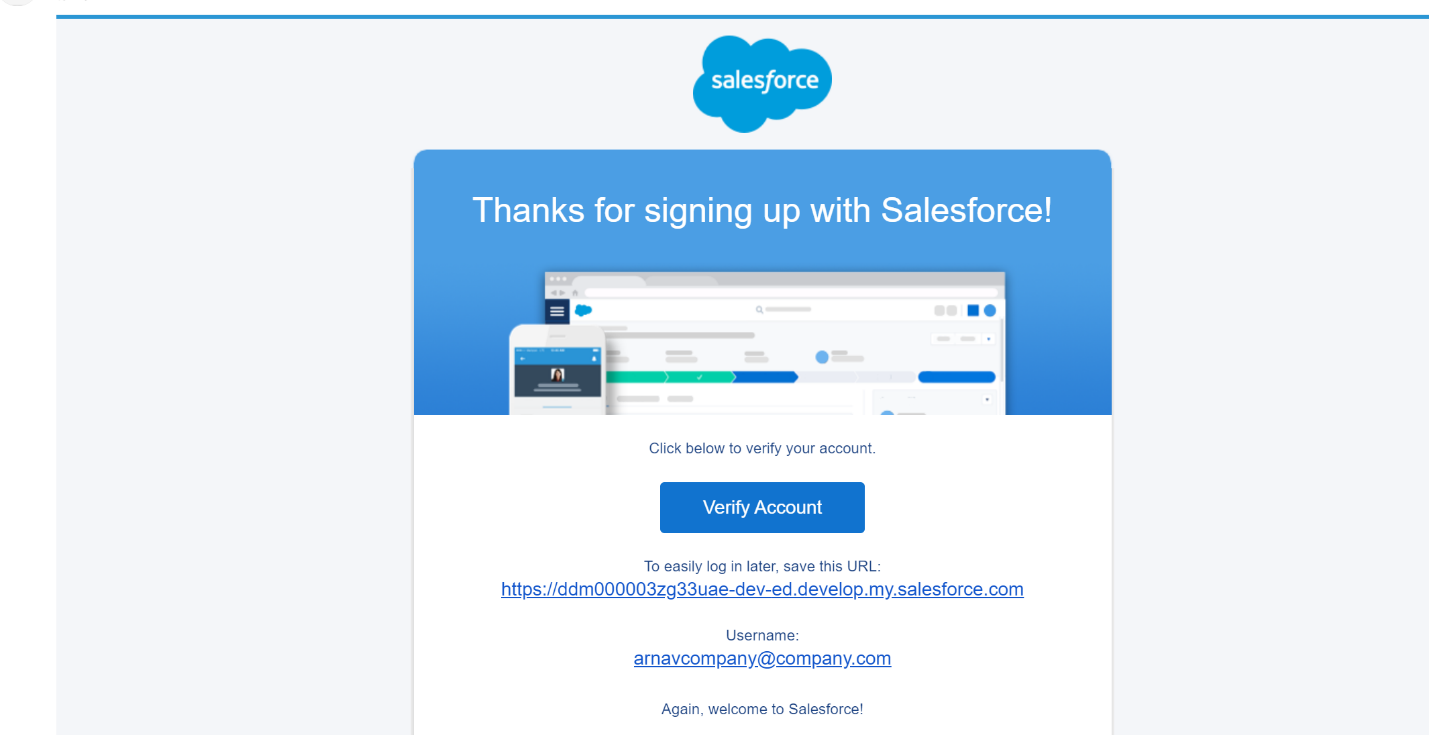 salesforce
Thanks for signing up with Salesforce!
Click below to verify your account.
Verify Account
To easily log in later, save this URL:
https://ddm000003zg33uae-dev-ed.develop.my.salesforce.com
Username:
arnavcompany@company.com
Again, welcome to Salesforce!